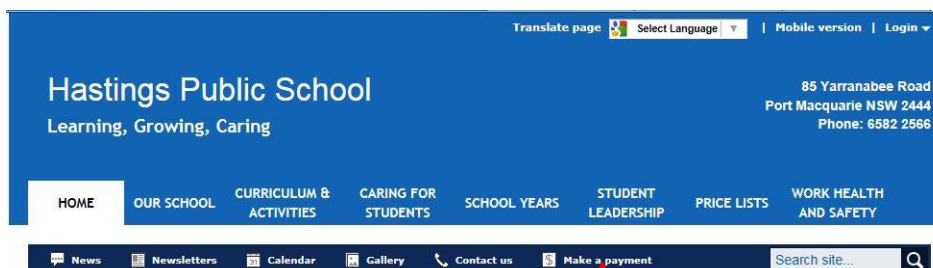 Translate page Select Language ▼ | Mobile version | Login
Hastings Public School
Learning, Growing, Caring
85 Yarranabee Road
Port Macquarie NSW 2444
Phone: 6582 2566
HOME
OUR SCHOOL
CURRICULUM &
ACTIVITIES
CARING FOR
STUDENTS
SCHOOL YEARS
STUDENT
LEADERSHIP
PRICE LISTS
WORK HEALTH
AND SAFETY
News Newsletters 31 Calendar Gallery Contact us $ Make a payment Search site...